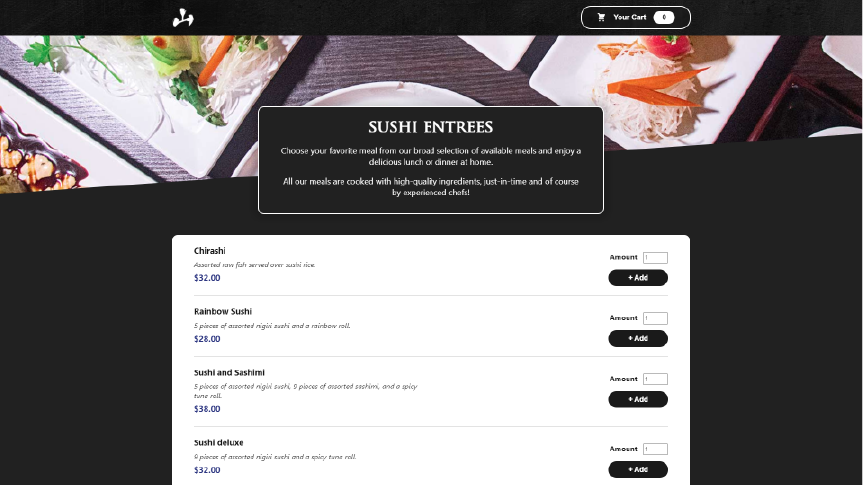 Your Cart 0
SUSHI ENTREES
Choose your favorite meal from our broad selection of available meals and enjoy a
delicious lunch or dinner at home.
All our meals are cooked with high-quality ingredients, just-in-time and of course
by experienced chefs!
Chirashi
Amount 1
Assorted raw fish served over sushi rice.
$32.00
+ Add
Rainbow Sushi
Amount 1
5 pieces of assorted nigiri sushi and a rainbow roll.
$28.00
+ Add
Sushi and Sashimi
Amount 1
5 pieces of assorted nigiri sushi, 9 pieces of assorted sashimi, and a spicy
tuna roll.
$38.00
+ Add
Sushi deluxe
Amount 1
9 pieces of assorted nigiri sushi and a spicy tuna roll.
$32.00
+ Add